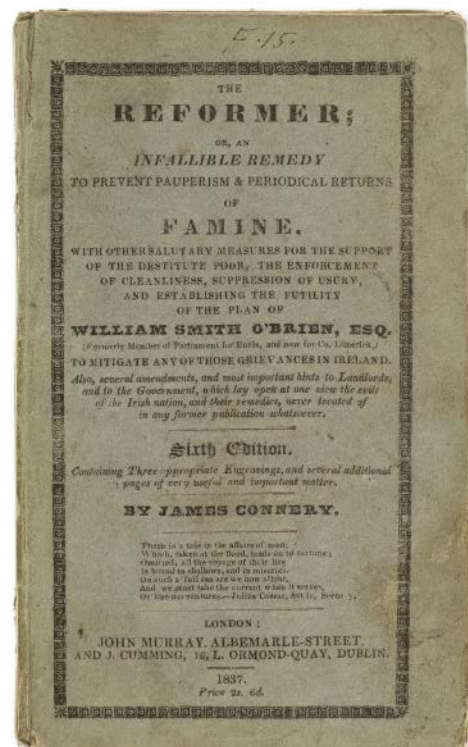 E.15.
THE
REFORMER;
OR, AN
INFALLIBLE REMEDY
TO PREVENT PAUPERISM & PERIODICAL RETURNS
OF
FAMINE,
WITH OTHER SALUTARY MEASURES FOR THE SUPPORT
OF THE DESTITUTE POOR, THE ENFORCEMENT
OF CLEANLINESS, SUPPRESSION OF USURY,
AND ESTABLISHING THE FUTILITY
OF THE PLAN OF
WILLIAM SMITH O'BRIEN, ESQ.
(Formerly Member of Parliament for Ennis, and now for Co. Limerick,)
TO MITIGATE ANY OF THOSE GRIEVANCES IN IRELAND.
Also, several amendments, and most important hints to Landlords,
and to the Government, which lay open at one view the evils
of the Irish nation, and their remedies, never treated of
in any former publication whatsoever.
Sixth Edition.
Containing Three appropriate Engravings, and several additional
pages of very useful and important matter.
BY JAMES CONNERY.
There is a tide in the affairs of men,
Which, taken at the flood, leads on to fortune;
Omitted, all the voyage of their life
Is bound in shallows, and in miseries.
On such a full sea are we now afloat,
And we must take the current when it serves,
Or lose our ventures.—Julius Cæsar, Act iv, Scene 3.
LONDON:
JOHN MURRAY, ALBEMARLE-STREET,
AND J. CUMMING, 16, L. ORMOND-QUAY, DUBLIN.
1837.
Price 2s. 6d.